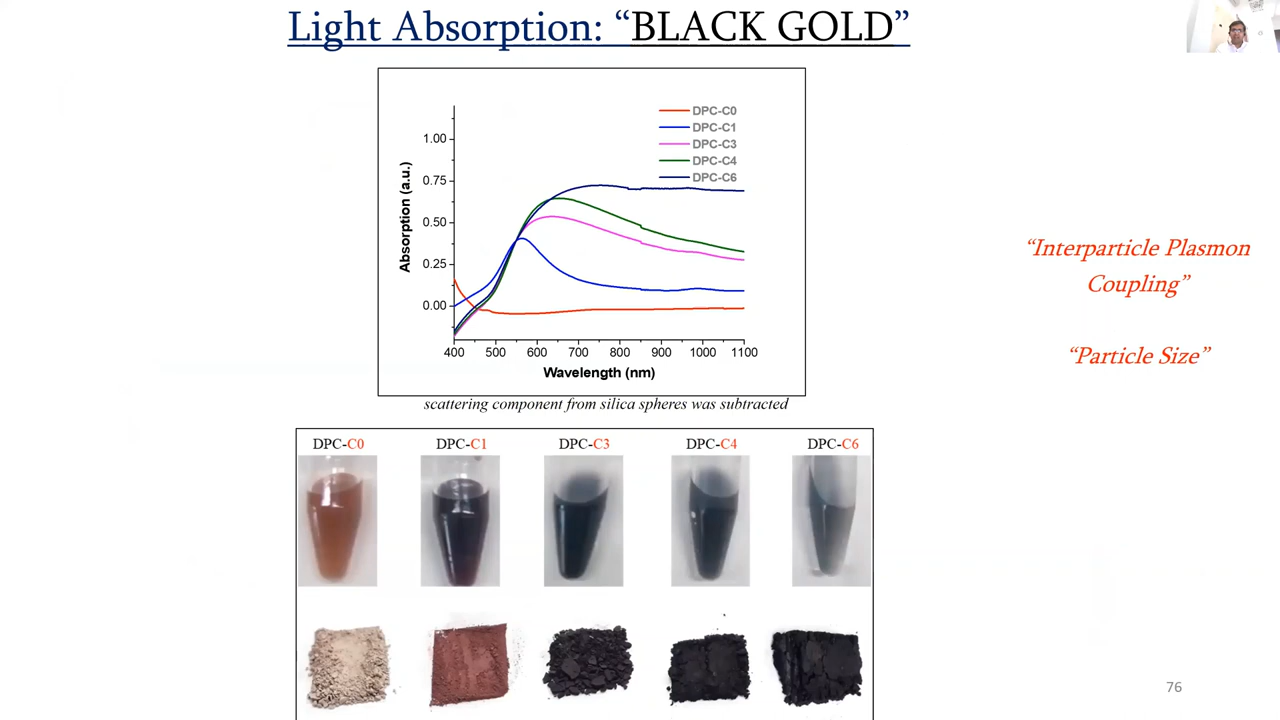 Light Absorption: “BLACK GOLD”
DPC-C0
DPC-C1
DPC-C3
DPC-C4
DPC-C6
1.00
0.75
0.50
0.25
0.00
Absorption (a.u.)
400 500 600 700 800 900 1000 1100
Wavelength (nm)
scattering component from silica spheres was subtracted
“Interparticle Plasmon
Coupling”
“Particle Size”
DPC-C0 DPC-C1 DPC-C3 DPC-C4 DPC-C6
76